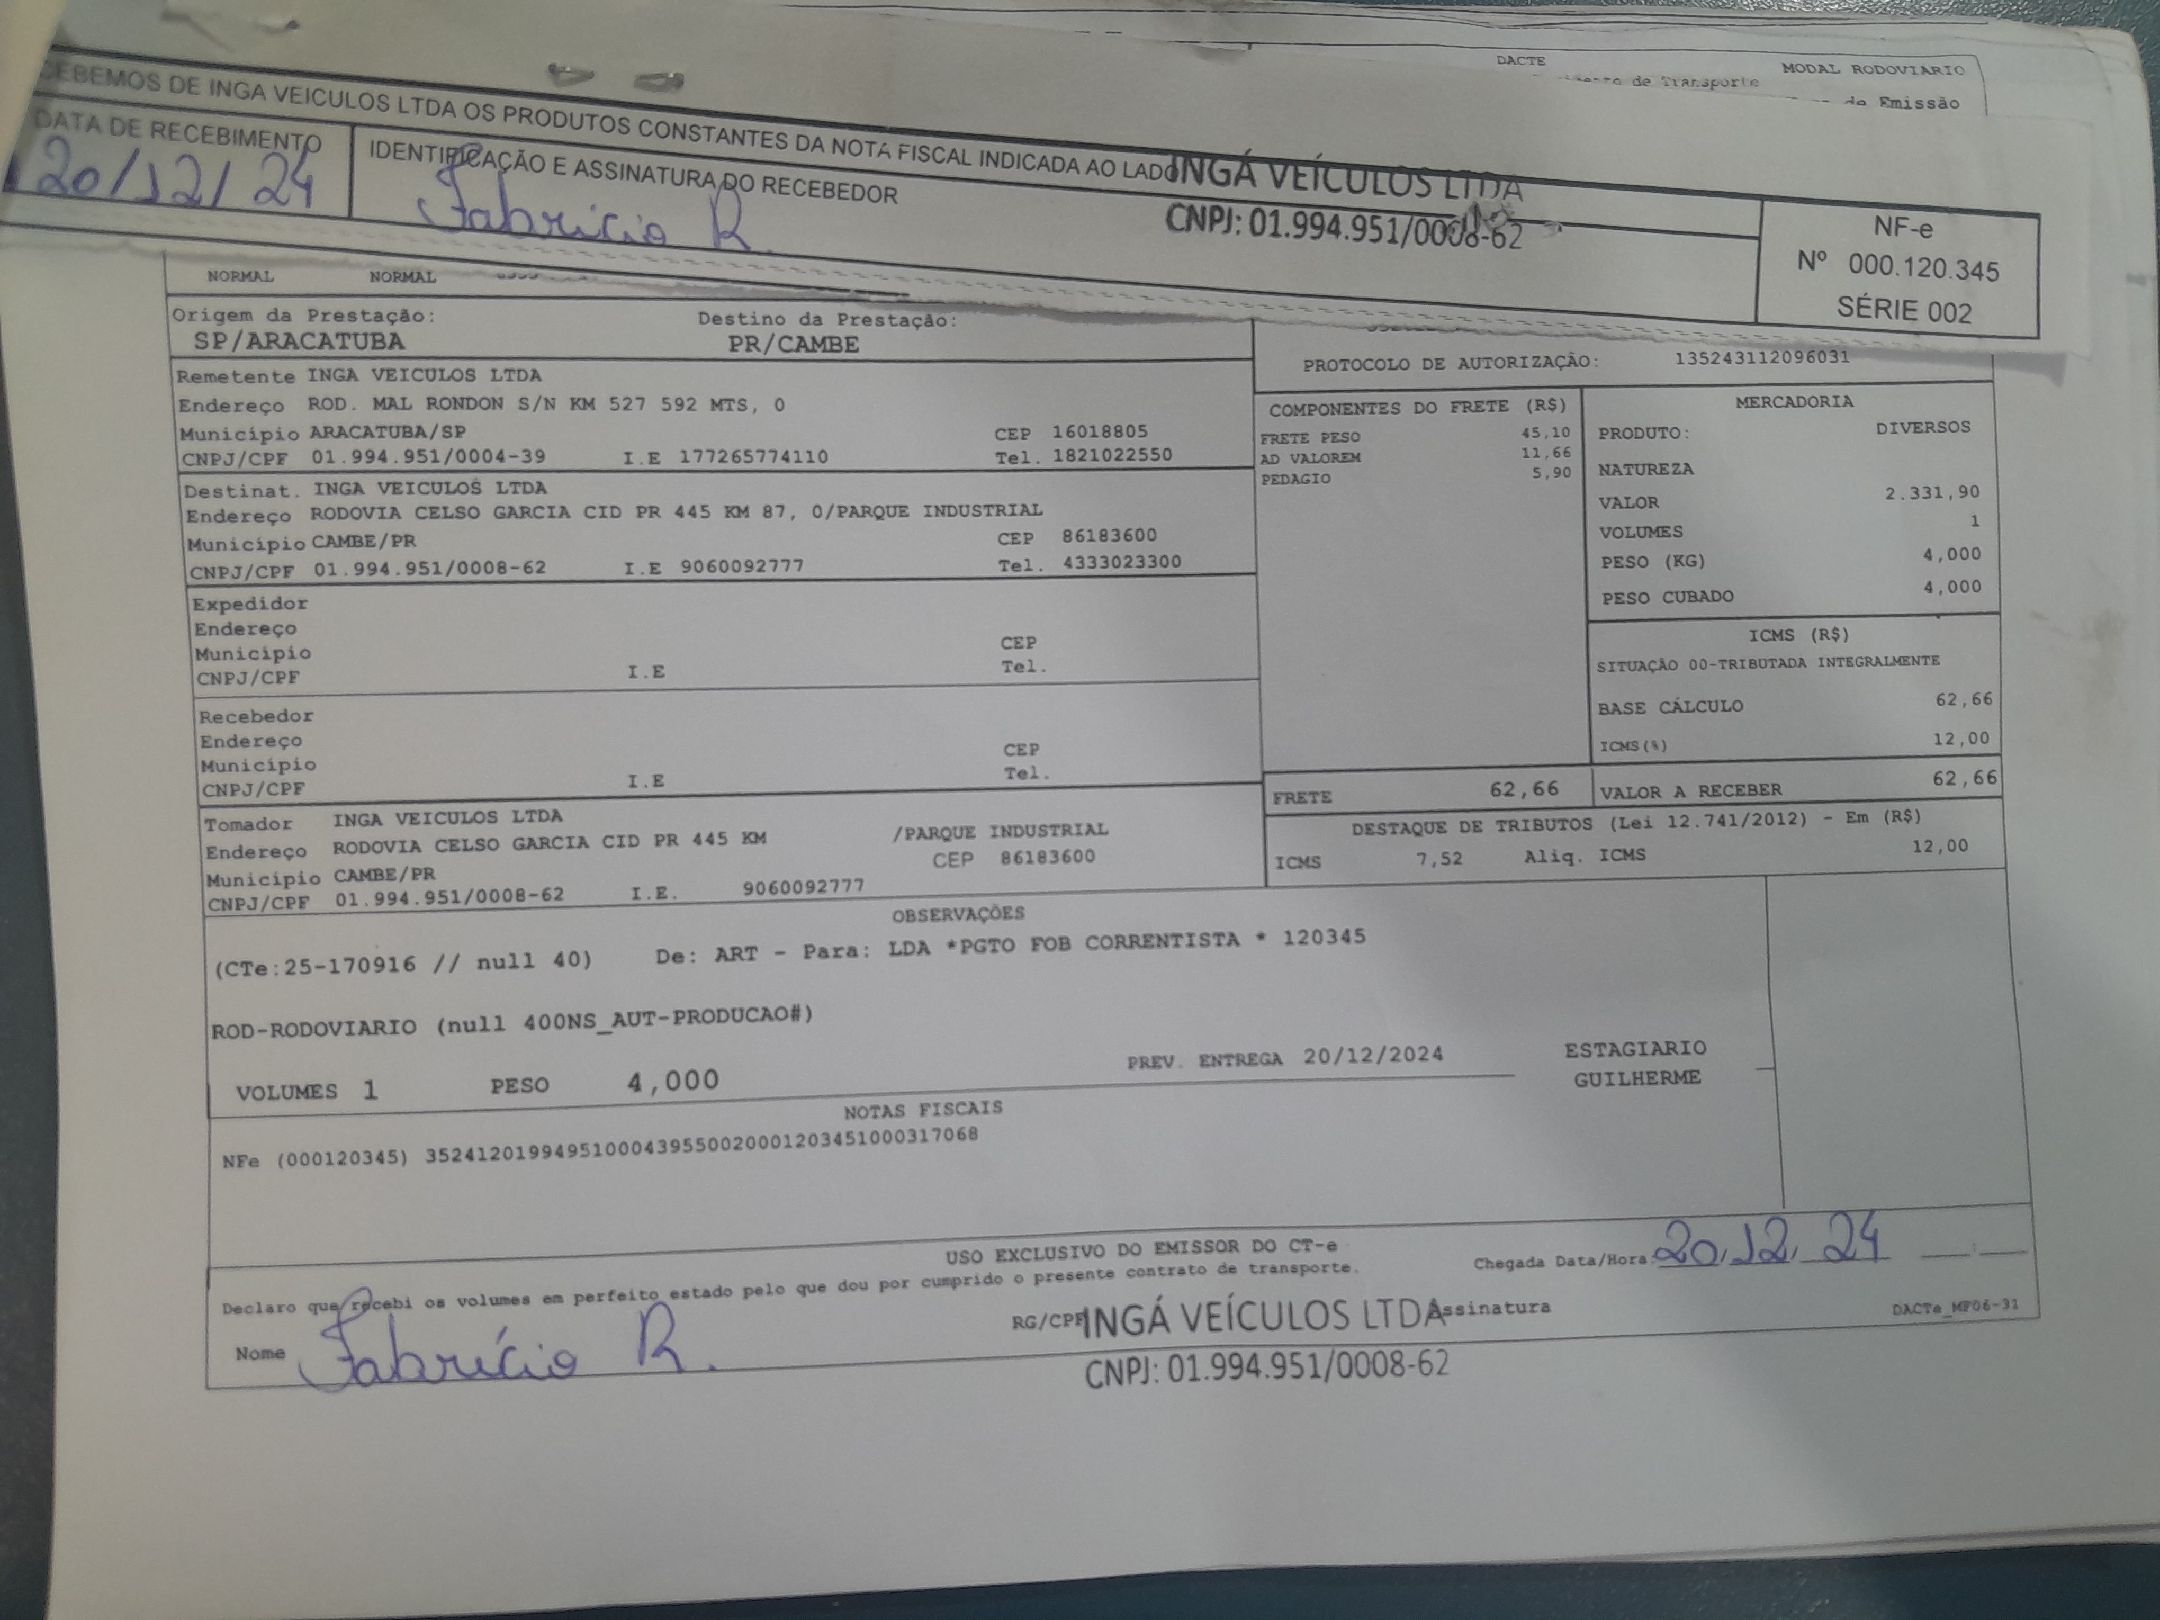 DACTE
MODAL RODOVIARIO
de Transporte
de Emissão
CEBEMOS DE INGA VEICULOS LTDA OS PRODUTOS CONSTANTES DA NOTA FISCAL INDICADA AO LADO
DATA DE RECEBIMENTO
20/12/24
IDENTIFICAÇÃO E ASSINATURA DO RECEBEDOR
Fabricio R.
INGÁ VEÍCULOS LTDA
CNPJ: 01.994.951/0008-62
NF-e
Nº 000.120.345
SÉRIE 002
NORMAL NORMAL
Origem da Prestação: Destino da Prestação:
SP/ARACATUBA PR/CAMBE
PROTOCOLO DE AUTORIZAÇÃO: 135243112096031
Remetente INGA VEICULOS LTDA
Endereço ROD. MAL RONDON S/N KM 527 592 MTS, 0
Município ARACATUBA/SP CEP 16018805
CNPJ/CPF 01.994.951/0004-39 I.E 177265774110 Tel. 1821022550
Destinat. INGA VEICULOS LTDA
Endereço RODOVIA CELSO GARCIA CID PR 445 KM 87, 0/PARQUE INDUSTRIAL
Município CAMBE/PR CEP 86183600
CNPJ/CPF 01.994.951/0008-62 I.E 9060092777 Tel. 4333023300
Expedidor
Endereço
Município CEP
CNPJ/CPF I.E Tel.
Recebedor
Endereço
Município CEP
CNPJ/CPF I.E Tel.
Tomador INGA VEICULOS LTDA
Endereço RODOVIA CELSO GARCIA CID PR 445 KM /PARQUE INDUSTRIAL
Município CAMBE/PR CEP 86183600
CNPJ/CPF 01.994.951/0008-62 I.E. 9060092777
COMPONENTES DO FRETE (R$)
FRETE PESO 45,10
AD VALOREM 11,66
PEDAGIO 5,90
MERCADORIA
PRODUTO: DIVERSOS
NATUREZA
VALOR 2.331,90
VOLUMES 1
PESO (KG) 4,000
PESO CUBADO 4,000
ICMS (R$)
SITUAÇÃO 00-TRIBUTADA INTEGRALMENTE
BASE CÁLCULO 62,66
ICMS(%) 12,00
FRETE 62,66 VALOR A RECEBER 62,66
DESTAQUE DE TRIBUTOS (Lei 12.741/2012) - Em (R$)
ICMS 7,52 Aliq. ICMS 12,00
OBSERVAÇÕES
(CTe:25-170916 // null 40) De: ART - Para: LDA *PGTO FOB CORRENTISTA * 120345
ROD-RODOVIARIO (null 400NS_AUT-PRODUCAO#)
VOLUMES 1 PESO 4,000 PREV. ENTREGA 20/12/2024
ESTAGIARIO
GUILHERME
NOTAS FISCAIS
NFe (000120345) 35241201994951000439550020001203451000317068
USO EXCLUSIVO DO EMISSOR DO CT-e
Declaro que recebi os volumes em perfeito estado pelo que dou por cumprido o presente contrato de transporte.
Chegada Data/Hora 20/12/24 ___:___
Nome Fabrício R.
RG/CPF INGÁ VEÍCULOS LTDA Assinatura
CNPJ: 01.994.951/0008-62
DACTe_MF06-31